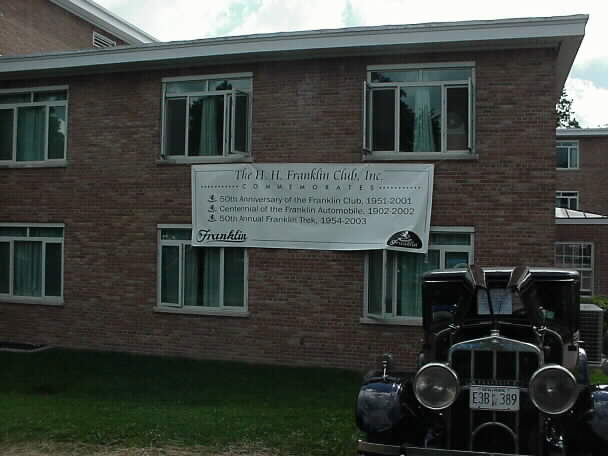 The H. H. Franklin Club, Inc.
COMMEMORATES
50th Anniversary of the Franklin Club, 1951-2001
Centennial of the Franklin Automobile, 1902-2002
50th Annual Franklin Trek, 1954-2003
Franklin
Franklin
E3B 389